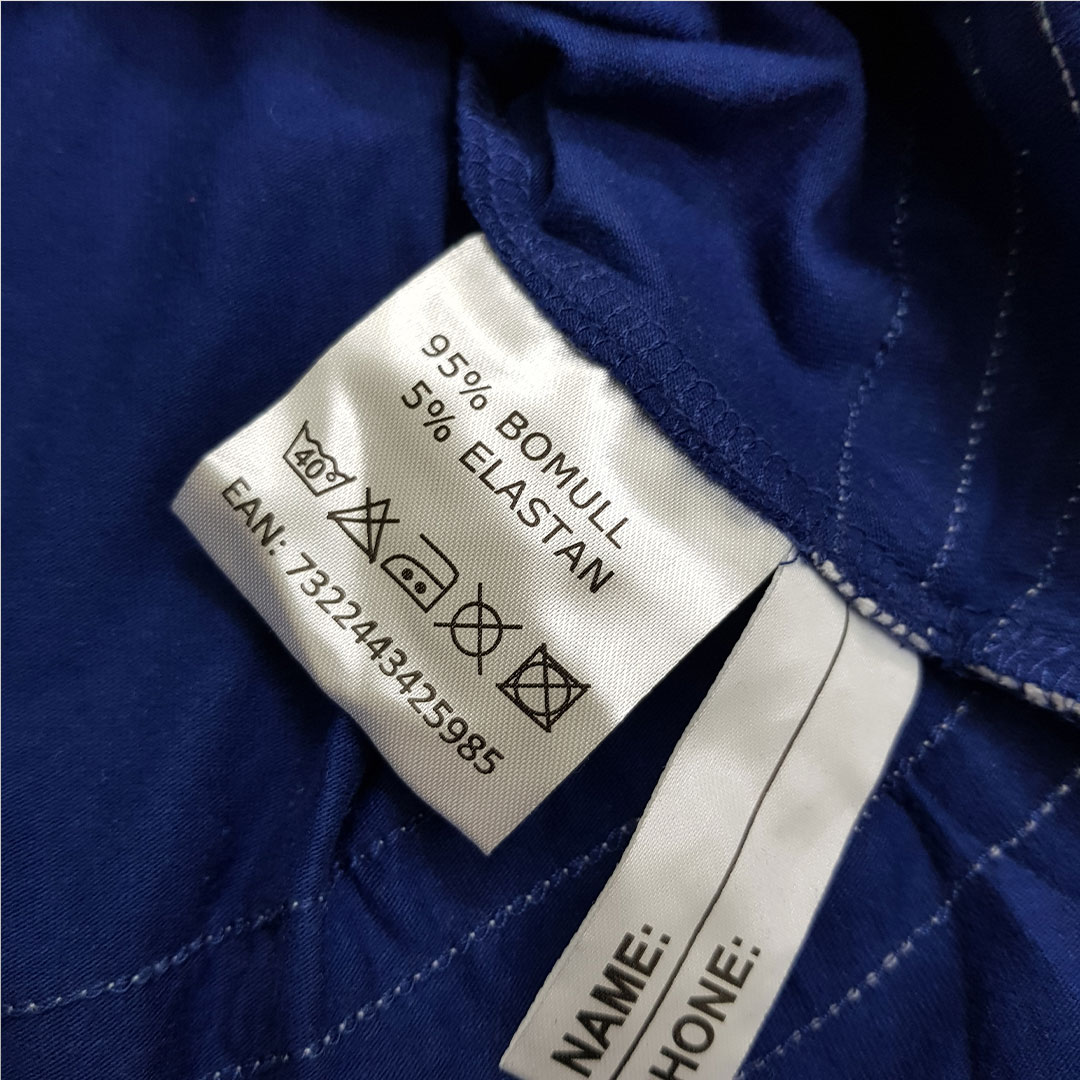 95% BOMULL
5% ELASTAN
40°
EAN: 7322443425985
NAME:
HONE: